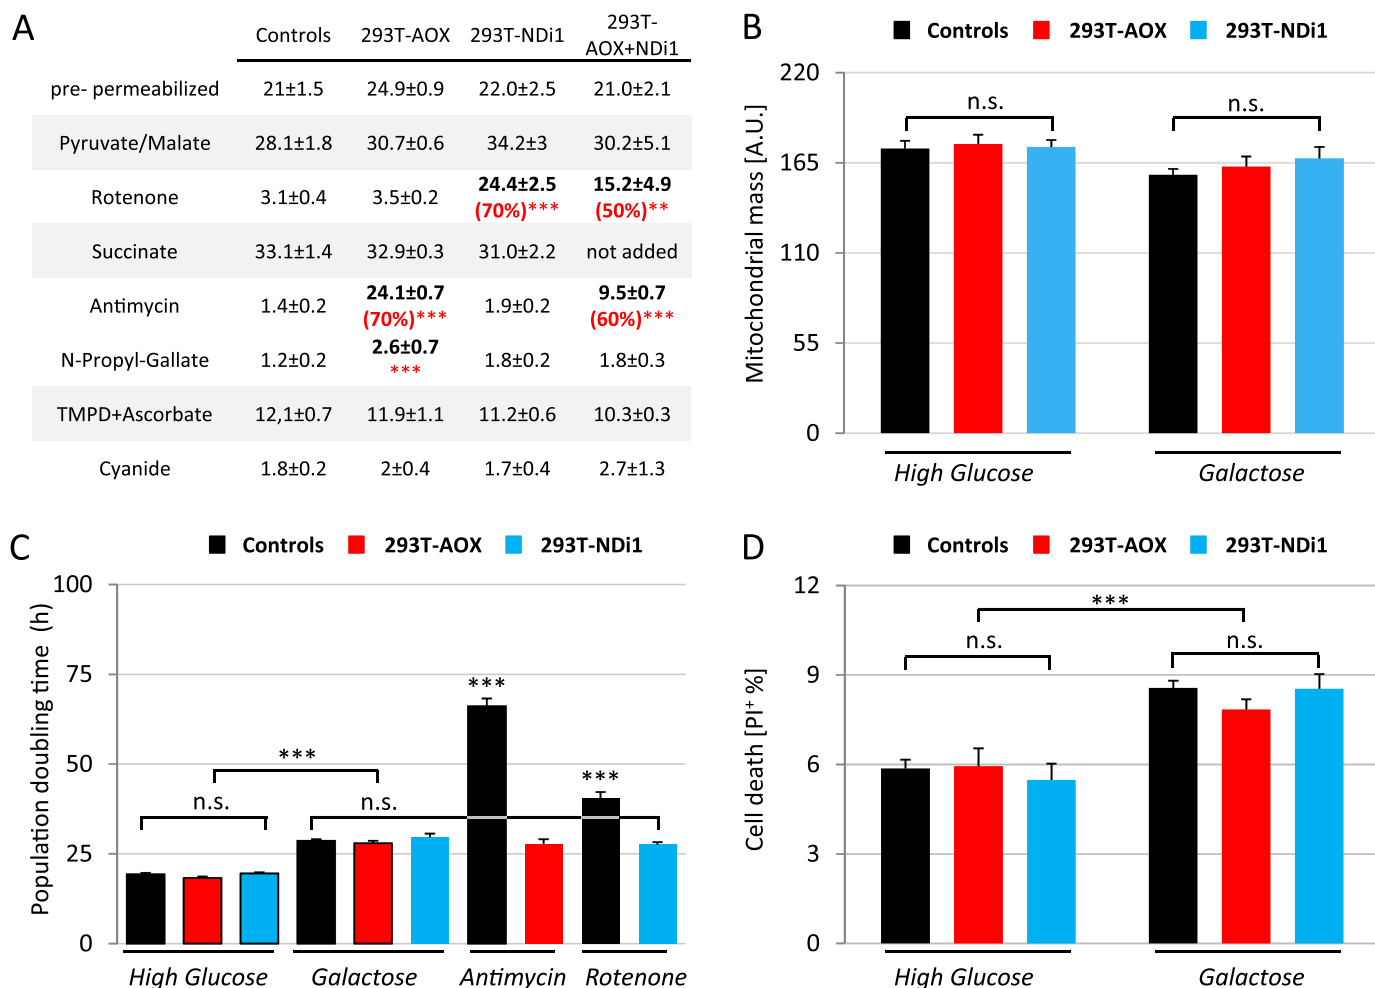 A
Controls 293T-AOX 293T-NDi1 293T-
AOX+NDi1
pre- permeabilized 21±1.5 24.9±0.9 22.0±2.5 21.0±2.1
Pyruvate/Malate 28.1±1.8 30.7±0.6 34.2±3 30.2±5.1
Rotenone 3.1±0.4 3.5±0.2 24.4±2.5 15.2±4.9
(70%)*** (50%)**
Succinate 33.1±1.4 32.9±0.3 31.0±2.2 not added
Antimycin 1.4±0.2 24.1±0.7 1.9±0.2 9.5±0.7
(70%)*** (60%)***
N-Propyl-Gallate 1.2±0.2 2.6±0.7 1.8±0.2 1.8±0.3
***
TMPD+Ascorbate 12,1±0.7 11.9±1.1 11.2±0.6 10.3±0.3
Cyanide 1.8±0.2 2±0.4 1.7±0.4 2.7±1.3
B
Controls 293T-AOX 293T-NDi1
Mitochondrial mass [A.U.]
220
165
110
55
0
n.s. n.s.
High Glucose Galactose
C
Controls 293T-AOX 293T-NDi1
Population doubling time (h)
100
75
50
25
0
***
***
***
n.s. n.s.
High Glucose Galactose Antimycin Rotenone
D
Controls 293T-AOX 293T-NDi1
Cell death [PI+ %]
12
9
6
3
0
***
n.s. n.s.
High Glucose Galactose